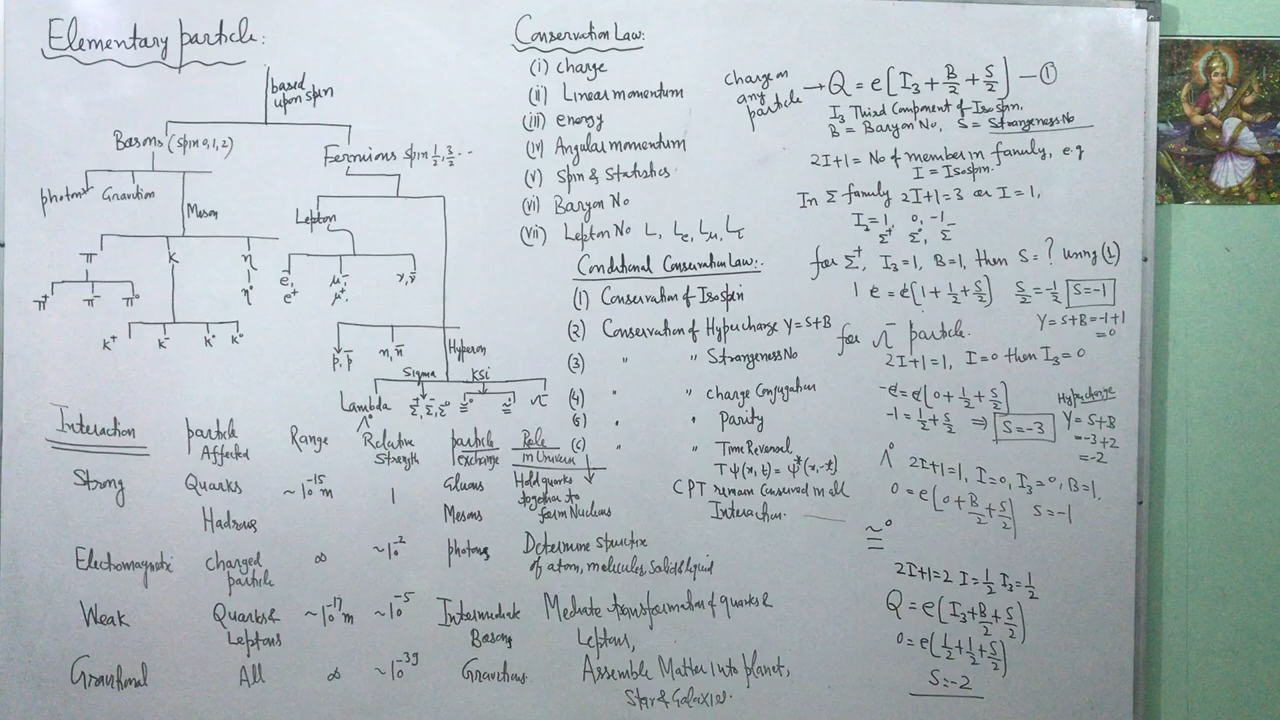 Elementary particle:
based
upon spin
Bosons (Spin 0,1,2)
Fermions Spin 1/2, 3/2 ..
photon Gravition
Meson
Lepton
π K η
e⁻, e⁺ μ⁻, μ⁺, ν, ν̄
π⁺ π⁻ π⁰
η⁰
K⁺ K⁻ K⁰ K̄⁰
p, p̄ n, n̄
Hyperon
Sigma Ksi
Lambda Σ⁺, Σ⁻, Σ⁰ Ξ⁰ Ξ⁻ Ω⁻
Λ⁰
Conservation Law:
(i) Charge
(ii) Linear momentum
(iii) energy
(iv) Angular momentum
(v) Spin & Statistics
(vi) Baryon No
(vii) Lepton No L, Le, Lμ, Lτ
Conditional Conservation Law:.
(1) Conservation of Isospin
(2) Conservation of Hypercharge Y=S+B
(3) " " Strangeness No
(4) " " charge Conjugation
(5) " " Parity
(6) " " Time Reversal
TΨ(x,t) = Ψ*(x,-t)
CPT remain Conserved in all
Interaction.
Interaction particle Affected Range Relative Strength particle exchange Role in Universe
Strong Quarks Hadrons ~10⁻¹⁵m 1 Gluons Mesons Hold quarks together to form Nucleus
Electromagnetic charged particle ∞ ~10⁻² photons Determine structure of atom, molecules, solid & liquid
Weak Quarks & Leptons ~10⁻¹⁷m ~10⁻⁵ Intermediate Bosons Mediate transformation of quarks & Leptons,
Gravitional All ∞ ~10⁻³⁹ Gravitions Assemble Matter Into planet, Star & Galaxies.
charge on
any
particle → Q = e[I₃ + B/2 + S/2] —①
I₃ Third Component of Isospin,
B = Baryon No, S = Strangeness No
2I+1 = No of member in family, e.g
I = Isospin.
In Σ family 2I+1=3 or I=1,
I₃=1, 0, -1
Σ⁺, Σ⁰, Σ⁻
for Σ⁺, I₃=1, B=1, then S=? using (1)
1 e = e[1 + 1/2 + S/2] S/2 = -1/2 S=-1
Y=S+B=-1+1
=0
for Ω⁻ particle.
2I+1=1, I=0 then I₃=0
-e = e[0 + 1/2 + S/2]
-1 = 1/2 + S/2 ⇒ S=-3
Hypercharge
Y=S+B
=-3+2
=-2
Λ⁰ 2I+1=1, I=0, I₃=0, B=1,
0 = e[0 + B/2 + S/2] S=-1
Ξ⁰
2I+1=2 I=1/2 I₃=1/2
Q = e[I₃ + B/2 + S/2]
0 = e[1/2 + 1/2 + S/2]
S=-2